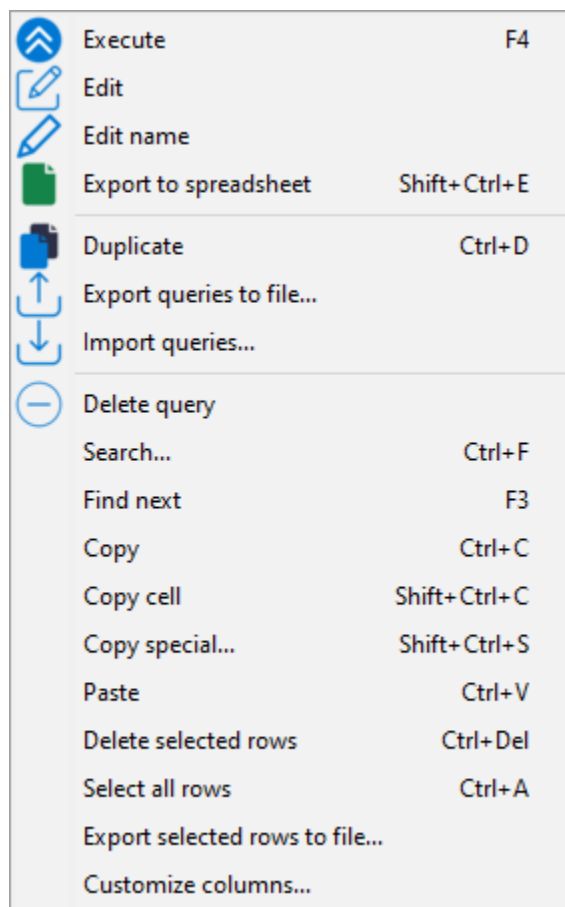 Execute F4
Edit
Edit name
Export to spreadsheet Shift+Ctrl+E
Duplicate Ctrl+D
Export queries to file...
Import queries...
Delete query
Search... Ctrl+F
Find next F3
Copy Ctrl+C
Copy cell Shift+Ctrl+C
Copy special... Shift+Ctrl+S
Paste Ctrl+V
Delete selected rows Ctrl+Del
Select all rows Ctrl+A
Export selected rows to file...
Customize columns...